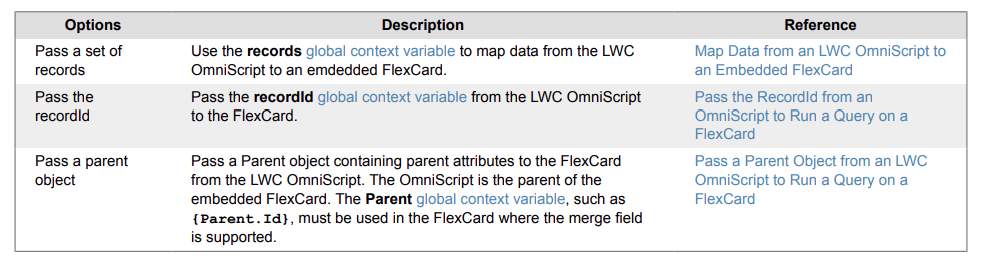 Options Description Reference
Pass a set of records
Use the records global context variable to map data from the LWC
OmniScript to an emdedded FlexCard.
Map Data from an LWC OmniScript to
an Embedded FlexCard
Pass the recordId
Pass the recordId global context variable from the LWC OmniScript
to the FlexCard.
Pass the RecordId from an
OmniScript to Run a Query on a
FlexCard
Pass a parent object
Pass a Parent object containing parent attributes to the FlexCard
from the LWC OmniScript. The OmniScript is the parent of the
embedded FlexCard. The Parent global context variable, such as
{Parent.Id}, must be used in the FlexCard where the merge field
is supported.
Pass a Parent Object from an LWC
OmniScript to Run a Query on a
FlexCard